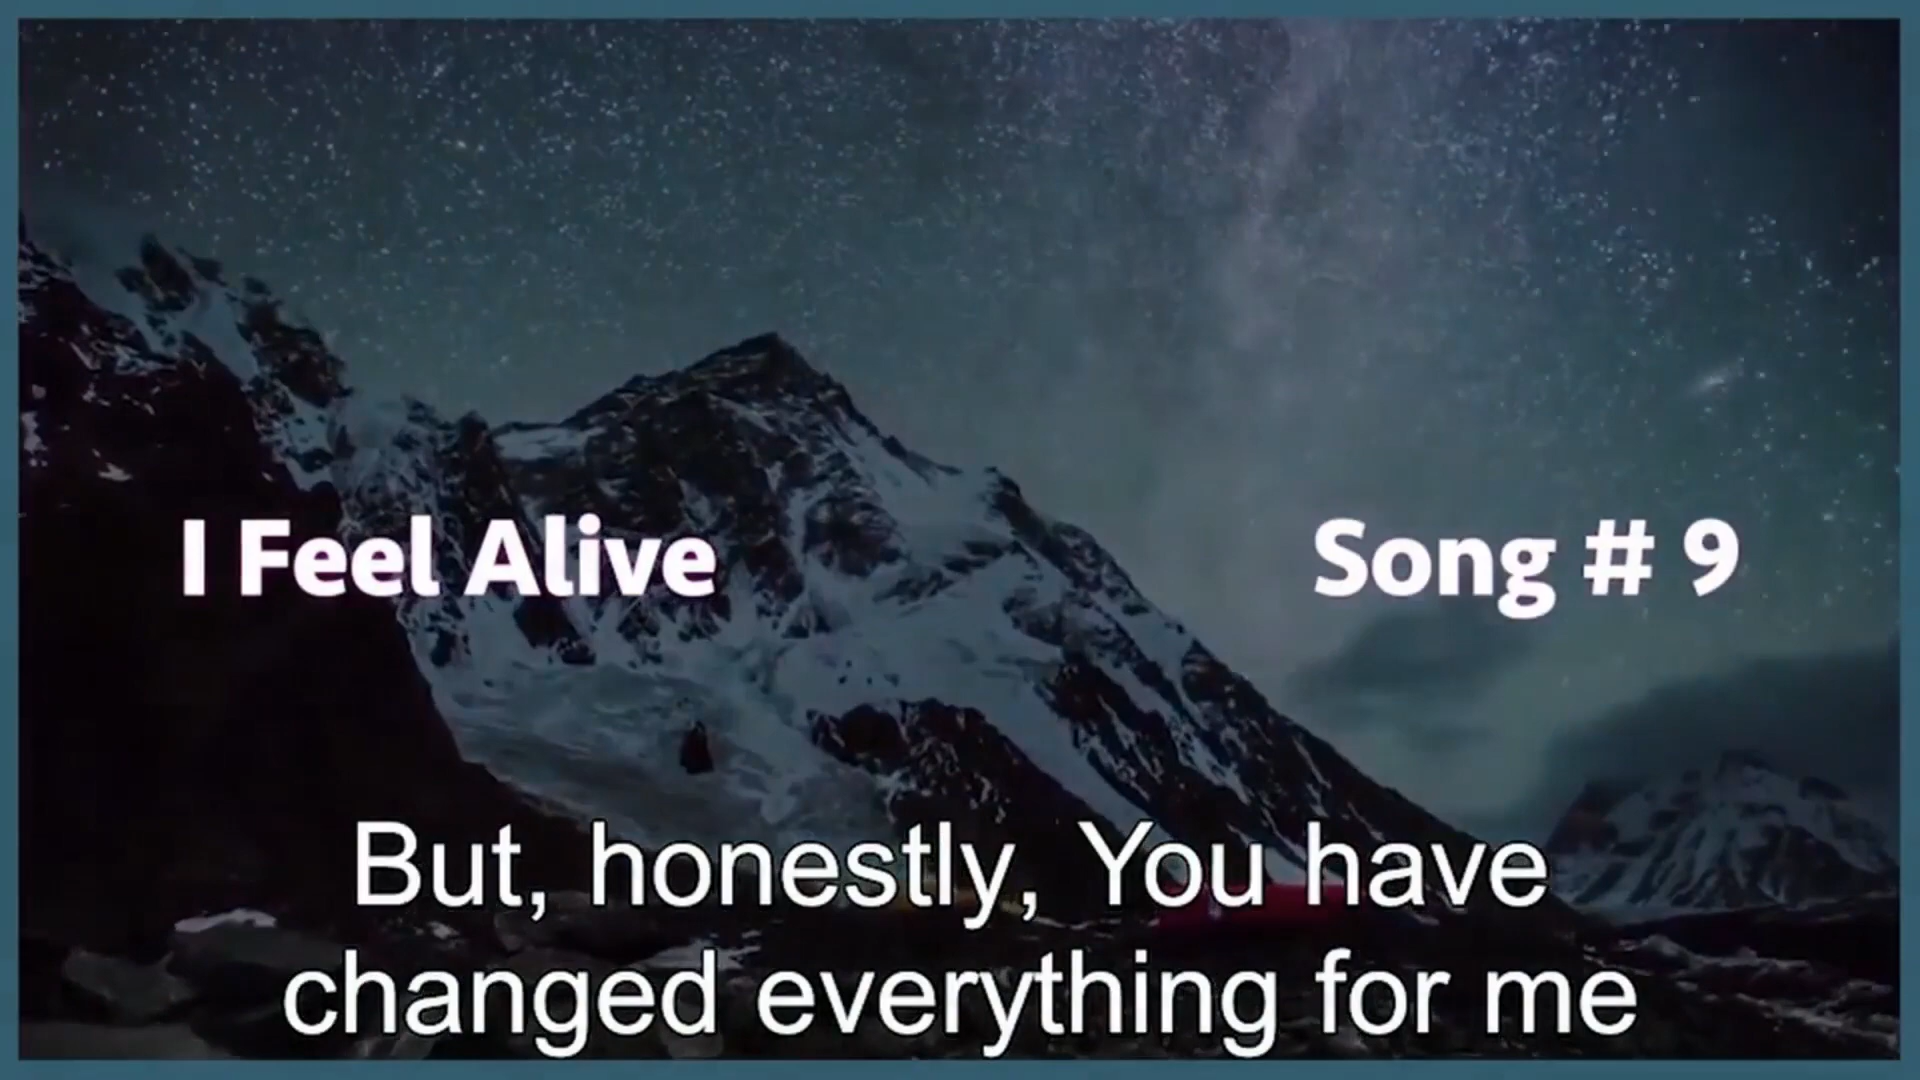 I Feel Alive
Song # 9
But, honestly, You have
changed everything for me